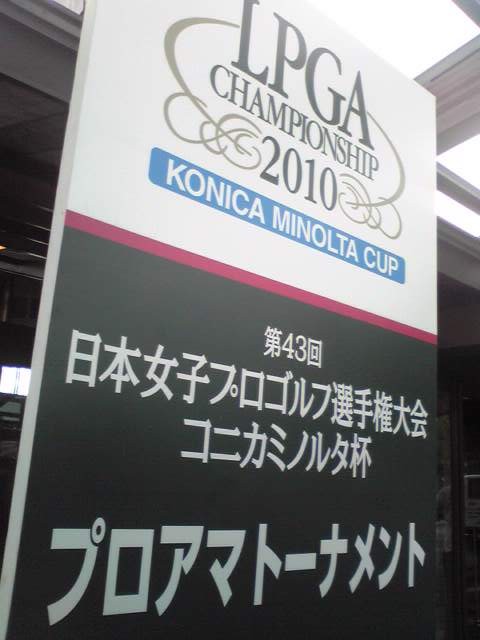 LPGA
CHAMPIONSHIP
2010
KONICA MINOLTA CUP
第43回
日本女子プロゴルフ選手権大会
コニカミノルタ杯
プロアマトーナメント